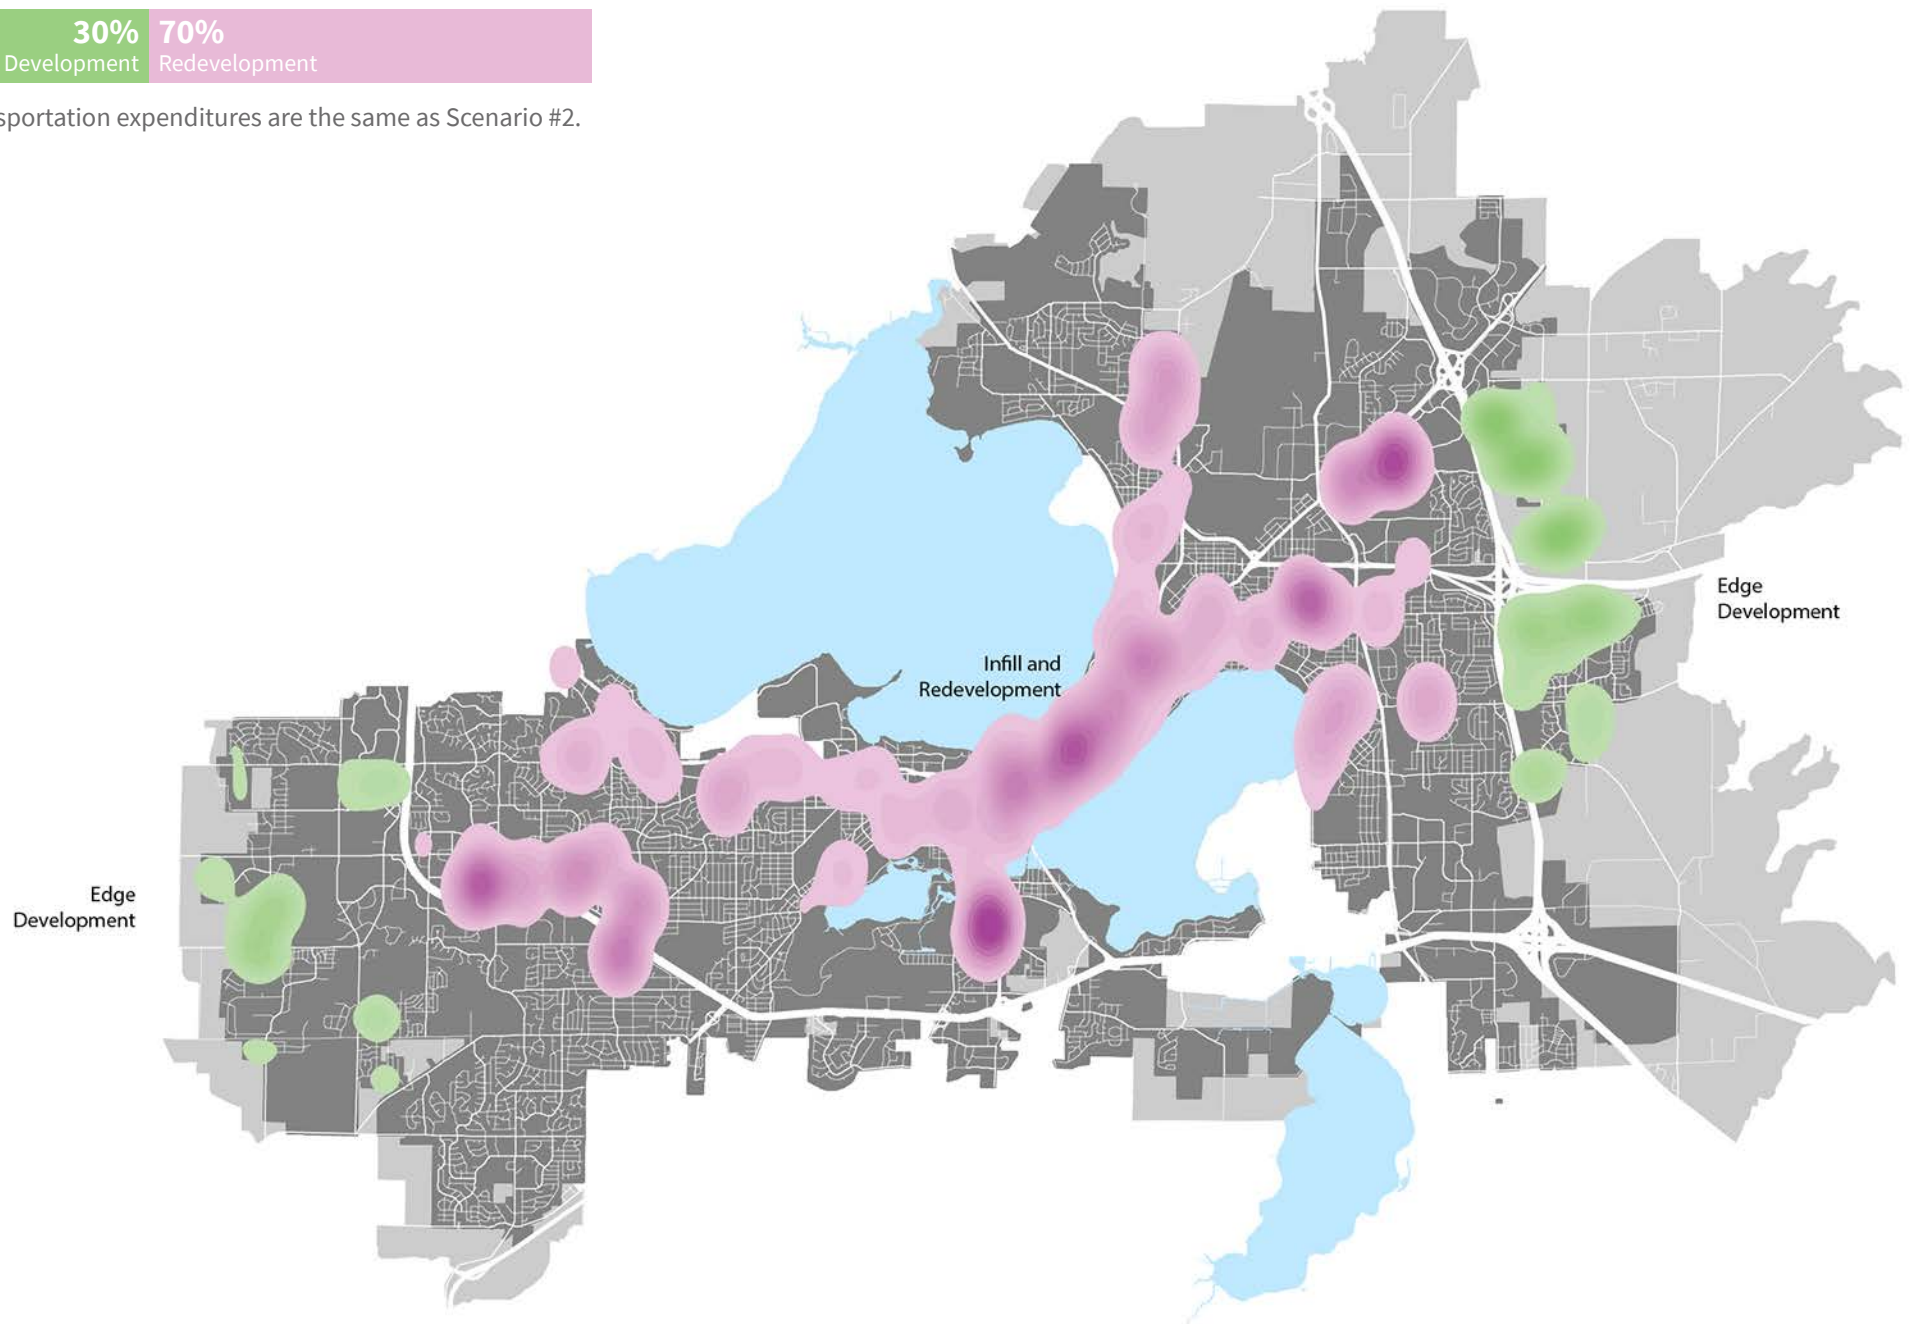 30% 70%
Development Redevelopment
sportation expenditures are the same as Scenario #2.
Edge
Development
Infill and
Redevelopment
Edge
Development